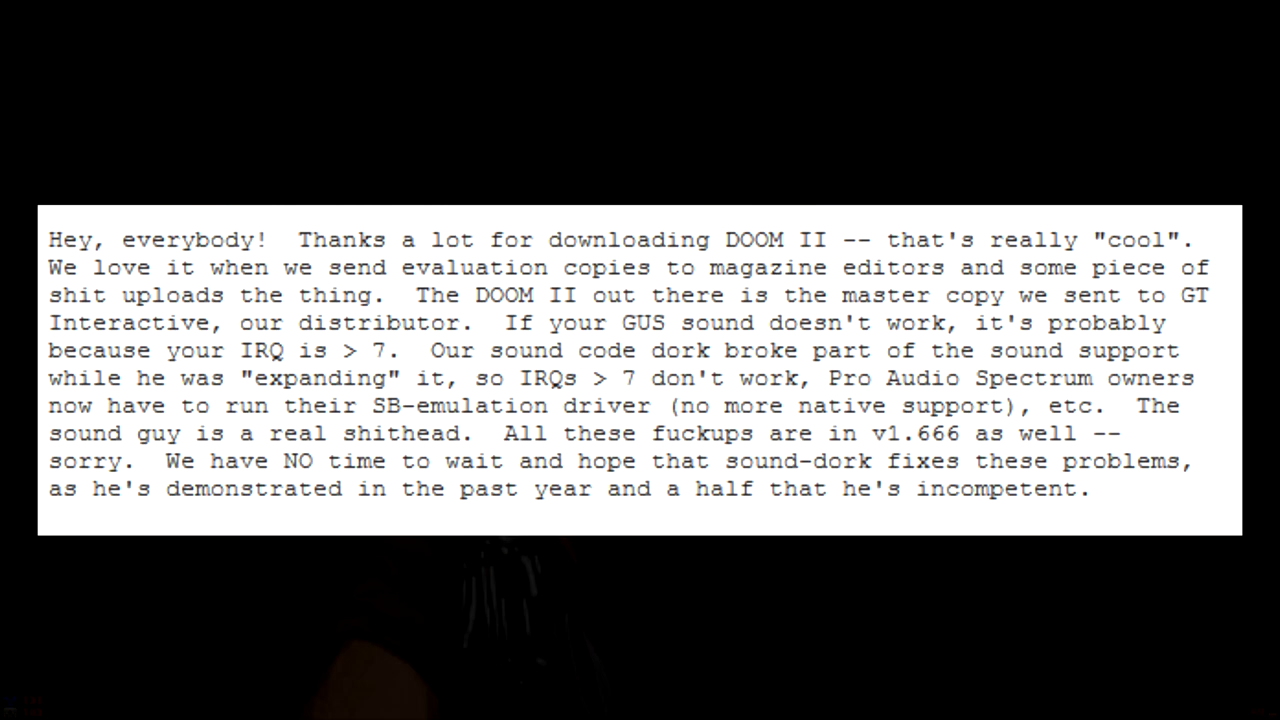 Hey, everybody!  Thanks a lot for downloading DOOM II -- that's really "cool".
We love it when we send evaluation copies to magazine editors and some piece of
shit uploads the thing.  The DOOM II out there is the master copy we sent to GT
Interactive, our distributor.  If your GUS sound doesn't work, it's probably
because your IRQ is > 7.  Our sound code dork broke part of the sound support
while he was "expanding" it, so IRQs > 7 don't work, Pro Audio Spectrum owners
now have to run their SB-emulation driver (no more native support), etc.  The
sound guy is a real shithead.  All these fuckups are in v1.666 as well --
sorry.  We have NO time to wait and hope that sound-dork fixes these problems,
as he's demonstrated in the past year and a half that he's incompetent.